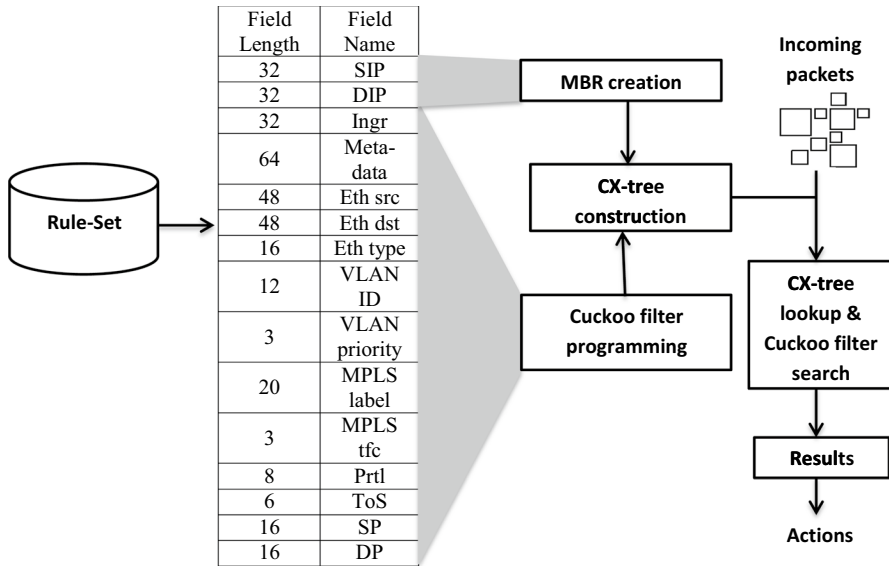 Rule-Set
Field Length Field Name
32 SIP
32 DIP
32 Ingr
64 Meta-data
48 Eth src
48 Eth dst
16 Eth type
12 VLAN ID
3 VLAN priority
20 MPLS label
3 MPLS tfc
8 Prtl
6 ToS
16 SP
16 DP
MBR creation
CX-tree
construction
Cuckoo filter
programming
Incoming
packets
CX-tree
lookup &
Cuckoo filter
search
Results
Actions